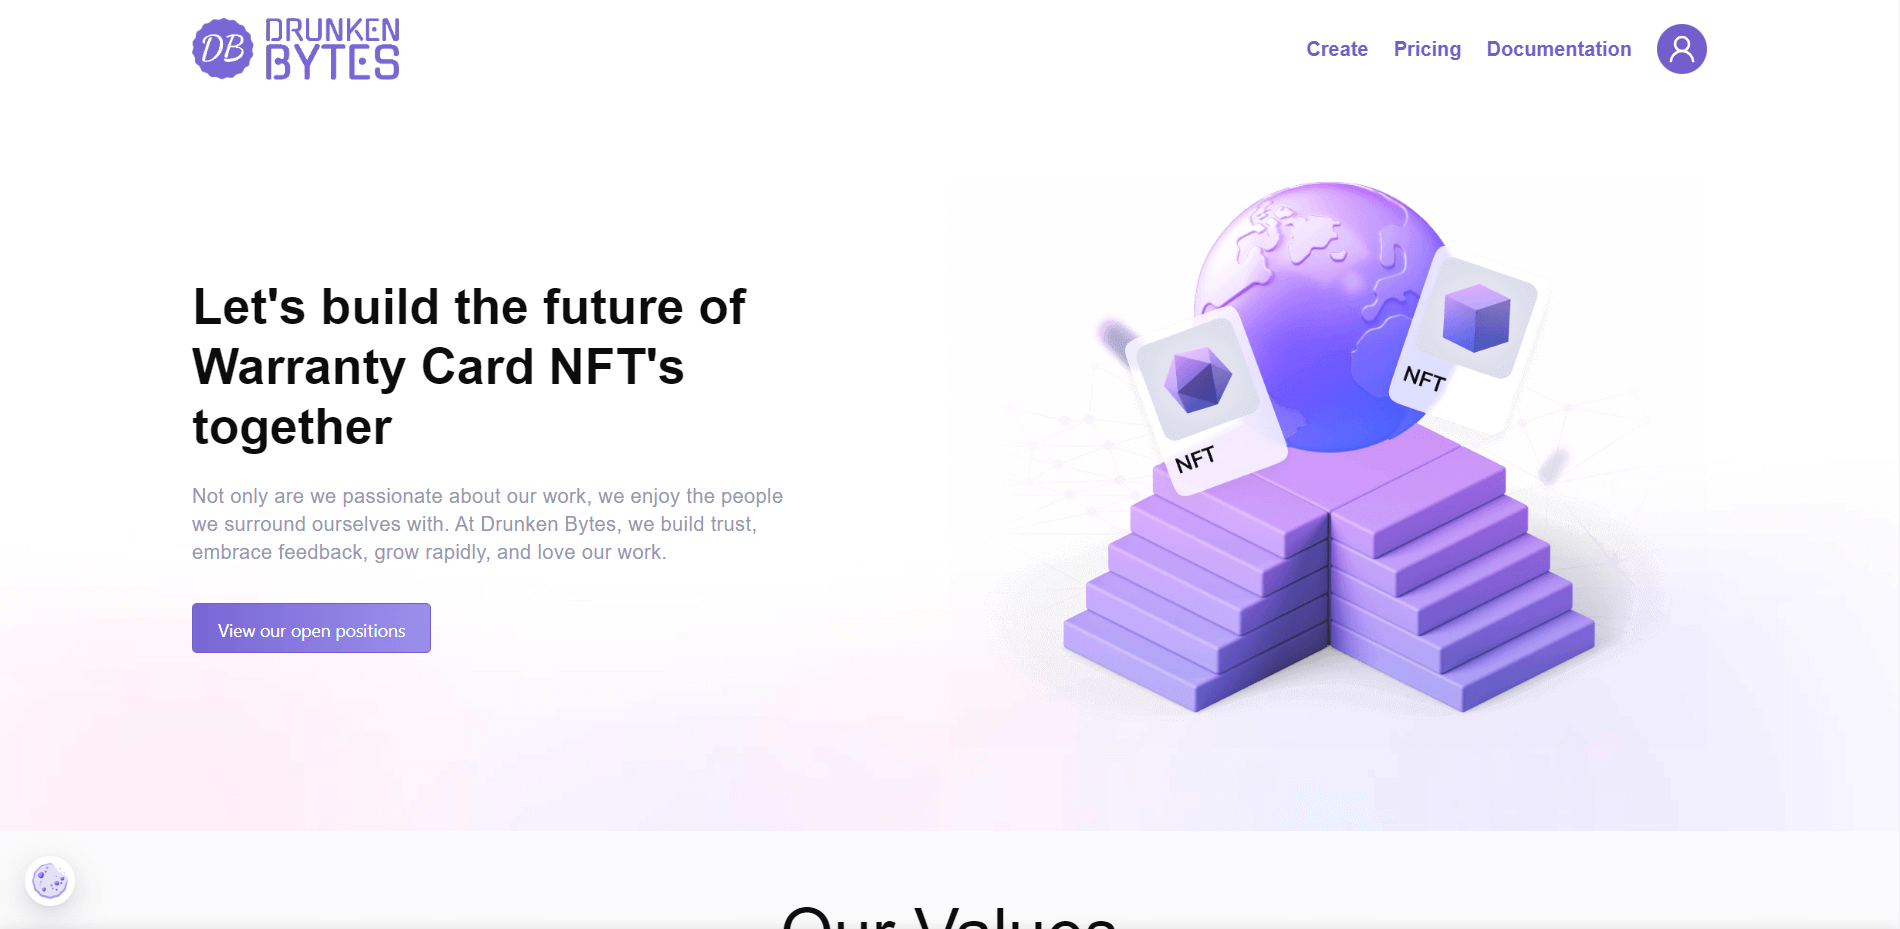 DB
DRUNKEN
BYTES
Create Pricing Documentation
Let's build the future of
Warranty Card NFT's
together
Not only are we passionate about our work, we enjoy the people
we surround ourselves with. At Drunken Bytes, we build trust,
embrace feedback, grow rapidly, and love our work.
View our open positions
NFT
NFT
Our Values